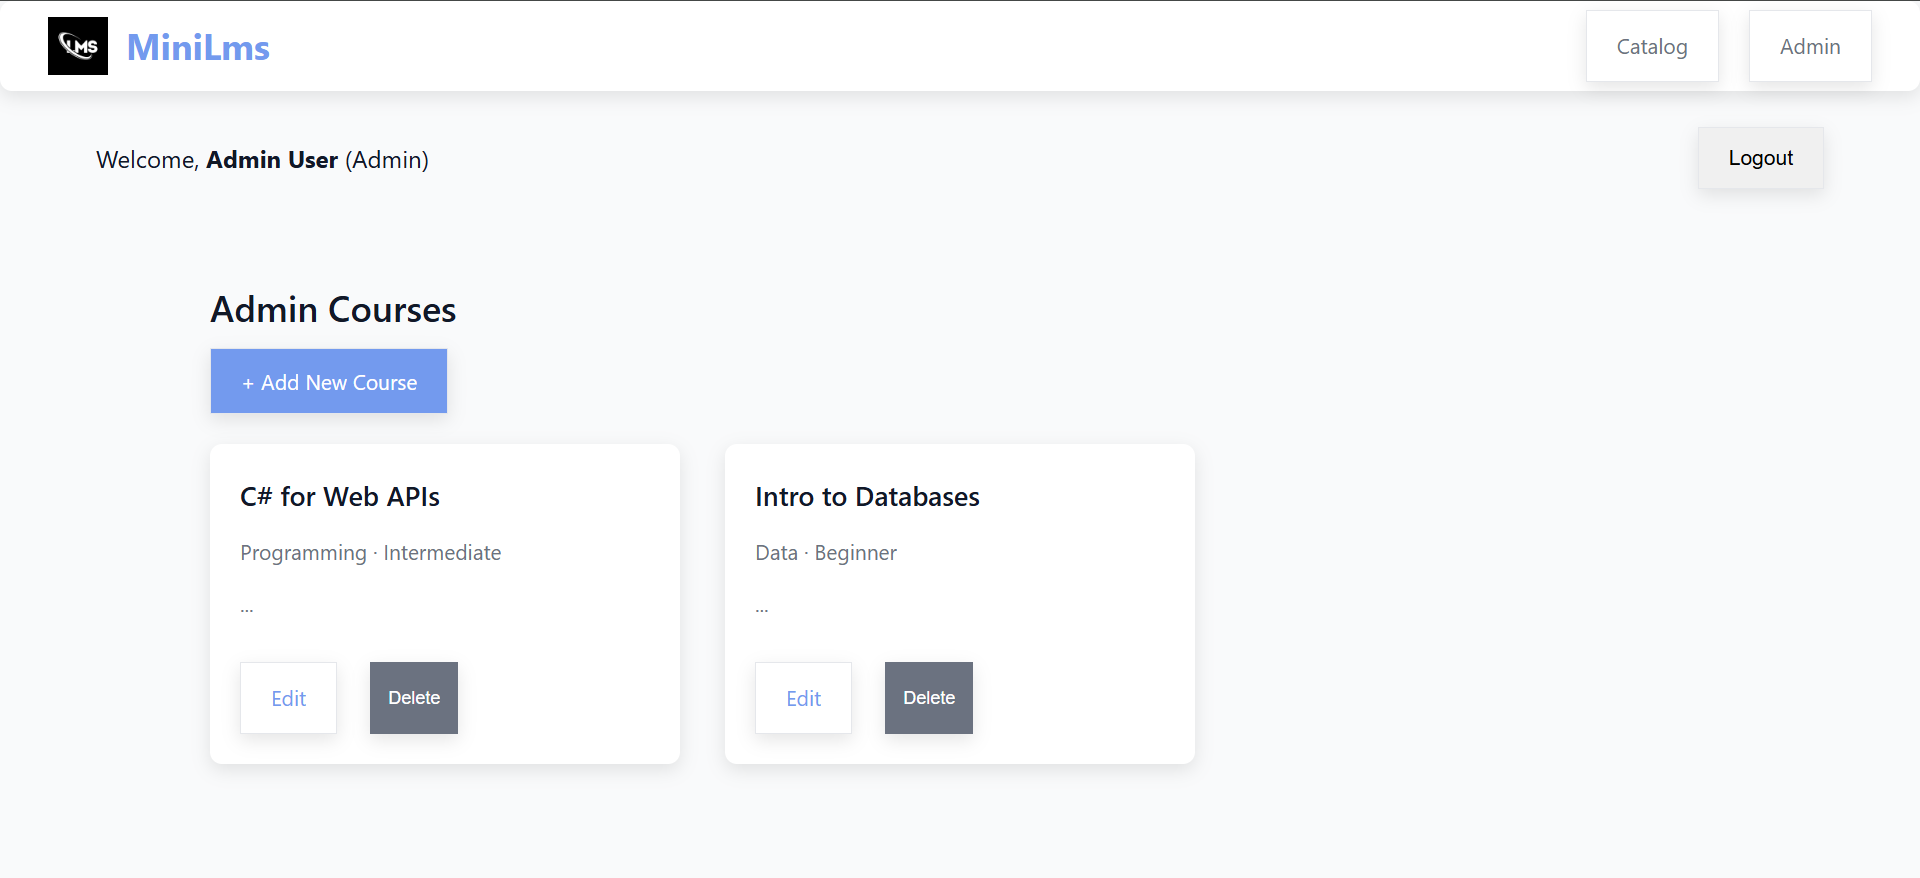 LMS
MiniLms
Catalog
Admin
Welcome, Admin User (Admin)
Logout
Admin Courses
+ Add New Course
C# for Web APIs
Programming · Intermediate
...
Edit
Delete
Intro to Databases
Data · Beginner
...
Edit
Delete